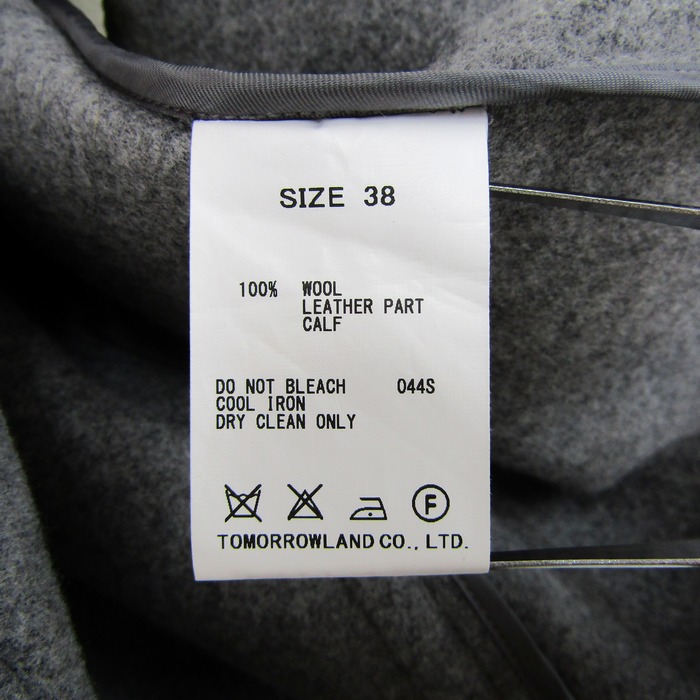 SIZE 38
100% WOOL
LEATHER PART
CALF
DO NOT BLEACH 044S
COOL IRON
DRY CLEAN ONLY
F
TOMORROWLAND CO., LTD.